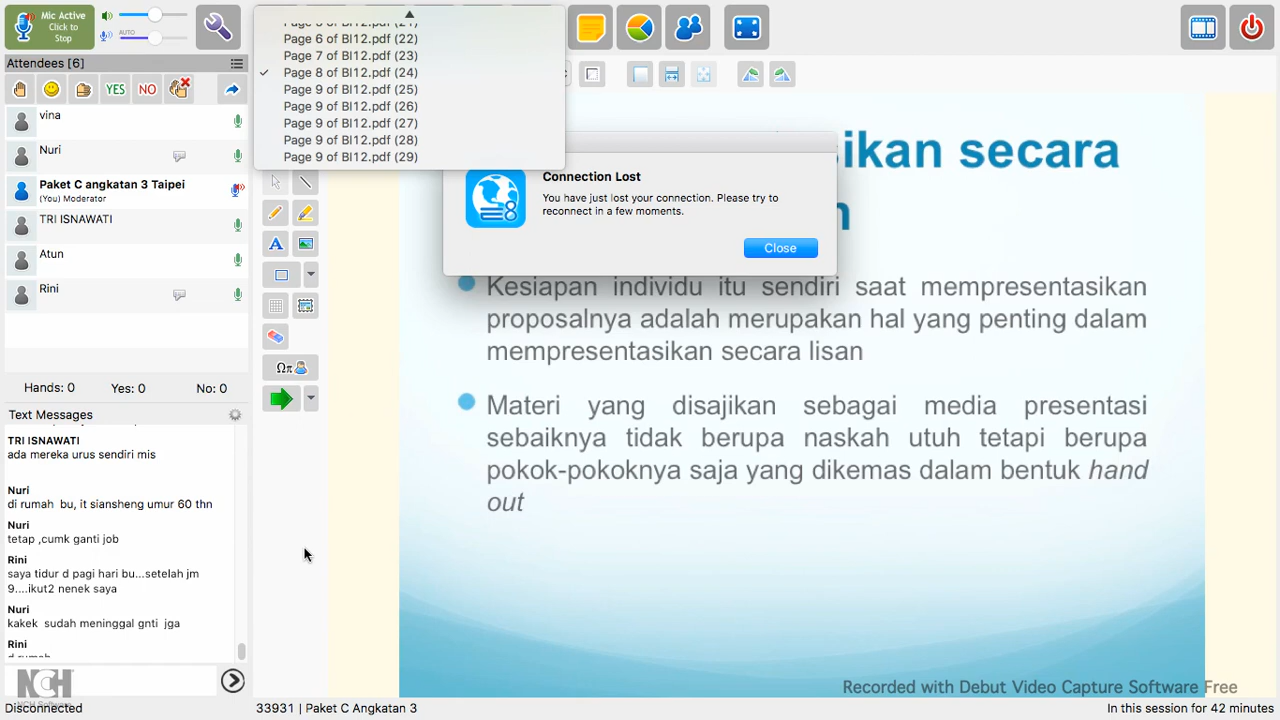 Mic Active
Click to
Stop
AUTO
Attendees [6]
YES
NO
vina
Nuri
Paket C angkatan 3 Taipei
(You) Moderator
TRI ISNAWATI
Atun
Rini
Hands: 0 Yes: 0 No: 0
Text Messages
TRI ISNAWATI
ada mereka urus sendiri mis
Nuri
di rumah bu, it siansheng umur 60 thn
Nuri
tetap ,cumk ganti job
Rini
saya tidur d pagi hari bu...setelah jm
9....ikut2 nenek saya
Nuri
kakek sudah meninggal gnti jga
Rini
d rumah
NCH
NCH Software
Disconnected
Page 6 of BI12.pdf (22)
Page 7 of BI12.pdf (23)
Page 8 of BI12.pdf (24)
Page 9 of BI12.pdf (25)
Page 9 of BI12.pdf (26)
Page 9 of BI12.pdf (27)
Page 9 of BI12.pdf (28)
Page 9 of BI12.pdf (29)
A
Ωπ
Connection Lost
You have just lost your connection. Please try to
reconnect in a few moments.
Close
sikan secara
Kesiapan individu itu sendiri saat mempresentasikan
proposalnya adalah merupakan hal yang penting dalam
mempresentasikan secara lisan
Materi yang disajikan sebagai media presentasi
sebaiknya tidak berupa naskah utuh tetapi berupa
pokok-pokoknya saja yang dikemas dalam bentuk hand
out
Recorded with Debut Video Capture Software Free
33931 | Paket C Angkatan 3
In this session for 42 minutes